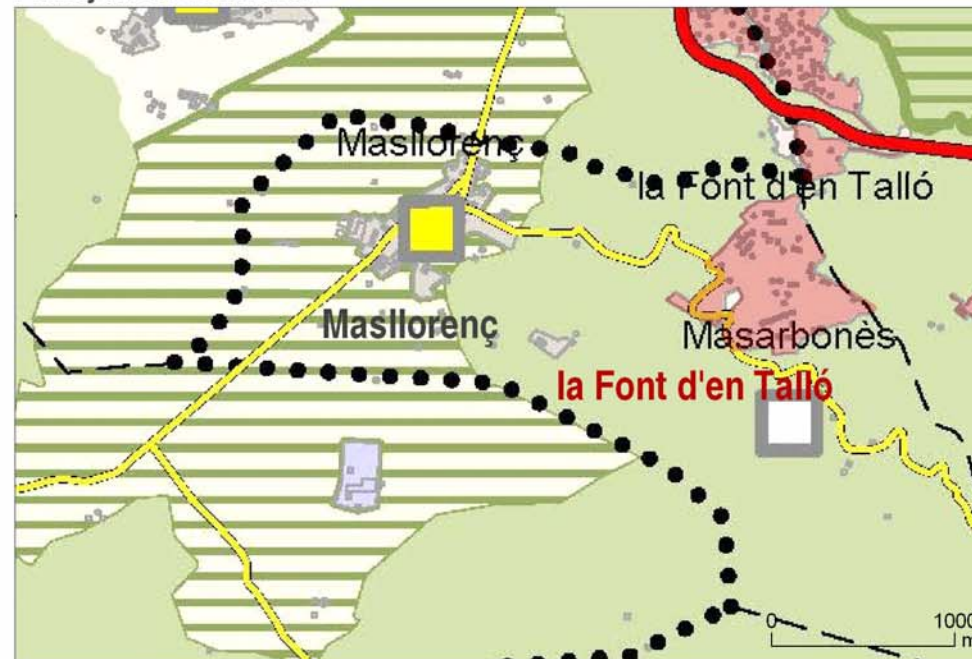 Masllorenç
la Font d'en Talló
Masllorenç
Masarbonès
la Font d'en Talló
0 1000
m